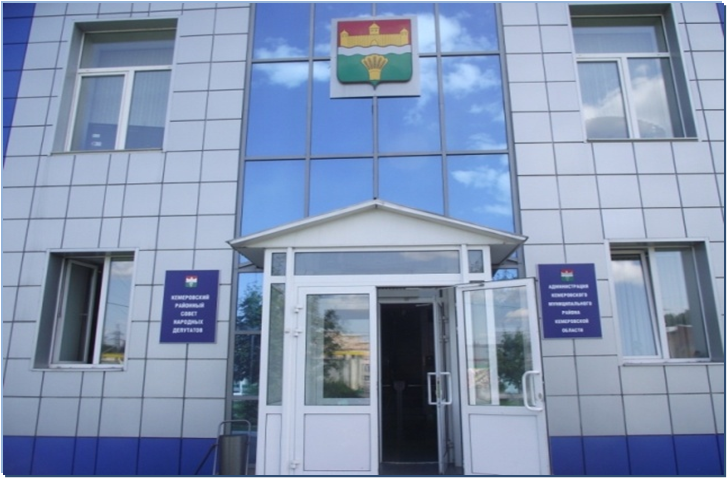 КЕМЕРОВСКИЙ
РАЙОННЫЙ
СОВЕТ
НАРОДНЫХ
ДЕПУТАТОВ
АДМИНИСТРАЦИЯ
КЕМЕРОВСКОГО
МУНИЦИПАЛЬНОГО
РАЙОНА
КЕМЕРОВСКОЙ
ОБЛАСТИ